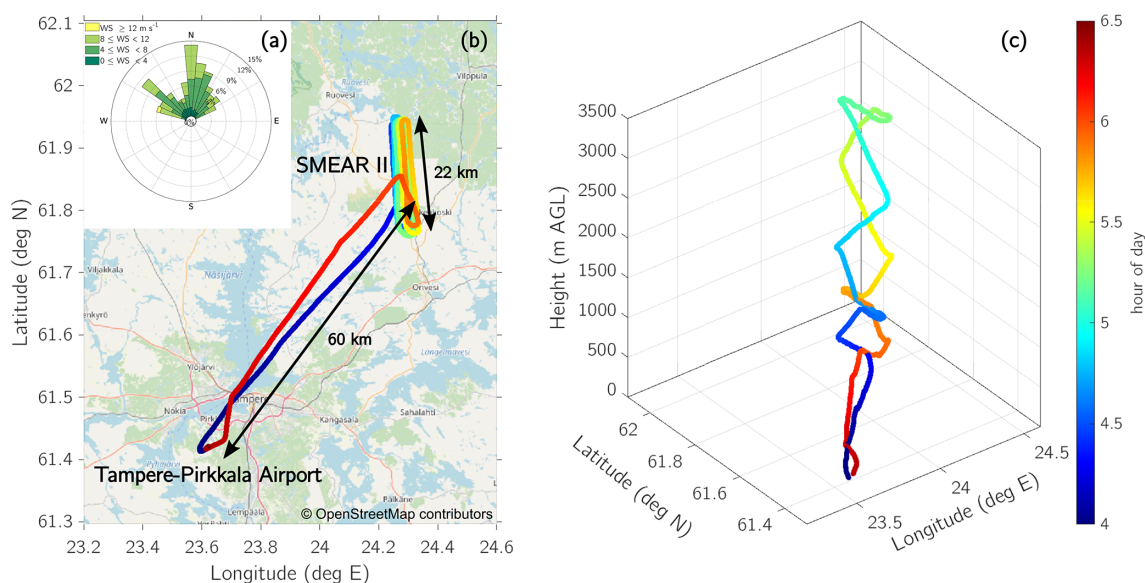 WS ≥ 12 m s⁻¹
8 ≤ WS < 12
4 ≤ WS < 8
0 ≤ WS < 4
(a)
N
15%
12%
9%
6%
0%
W
E
S
(b)
Ruovesi
Vilppula
SMEAR II
22 km
Viljakkala
Näsijärvi
Orivesi
60 km
Längelmävesi
Ylöjärvi
Nokia
Kangasala
Sahalahti
Pyhäjärvi
Tampere-Pirkkala Airport
Lempäälä
Pälkäne
© OpenStreetMap contributors
62.1
62
61.9
61.8
61.7
61.6
61.5
61.4
61.3
Latitude (deg N)
23.2
23.4
23.6
23.8
24
24.2
24.4
24.6
Longitude (deg E)
(c)
3500
3000
2500
2000
1500
1000
500
0
Height (m AGL)
62
61.8
61.6
61.4
Latitude (deg N)
23.5
24
24.5
Longitude (deg E)
6.5
6
5.5
5
4.5
4
hour of day